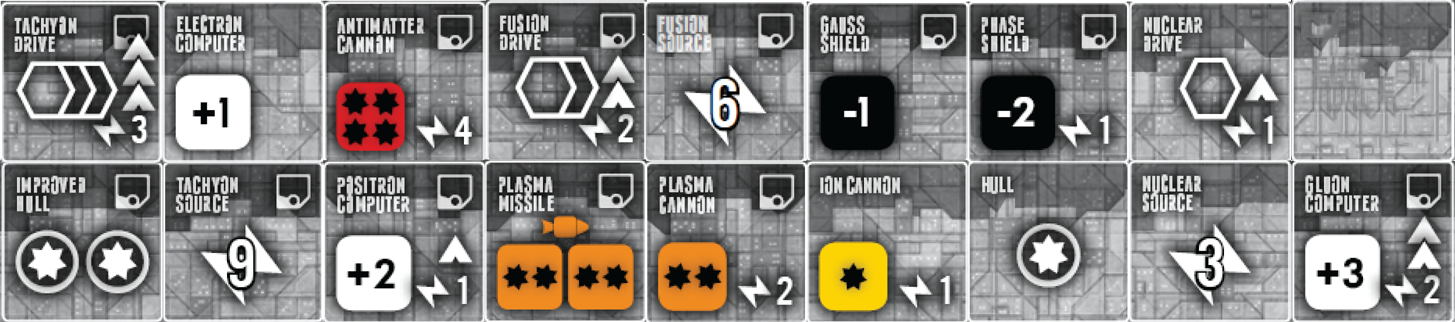 TACHYON
DRIVE
3
ELECTRON
COMPUTER
+1
ANTIMATTER
CANNON
4
FUSION
DRIVE
2
FUSION
SOURCE
6
GAUSS
SHIELD
-1
PHASE
SHIELD
-2
1
NUCLEAR
DRIVE
1
IMPROVED
HULL
TACHYON
SOURCE
9
POSITRON
COMPUTER
+2
1
PLASMA
MISSILE
PLASMA
CANNON
2
ION CANNON
1
HULL
NUCLEAR
SOURCE
3
GLUON
COMPUTER
+3
2